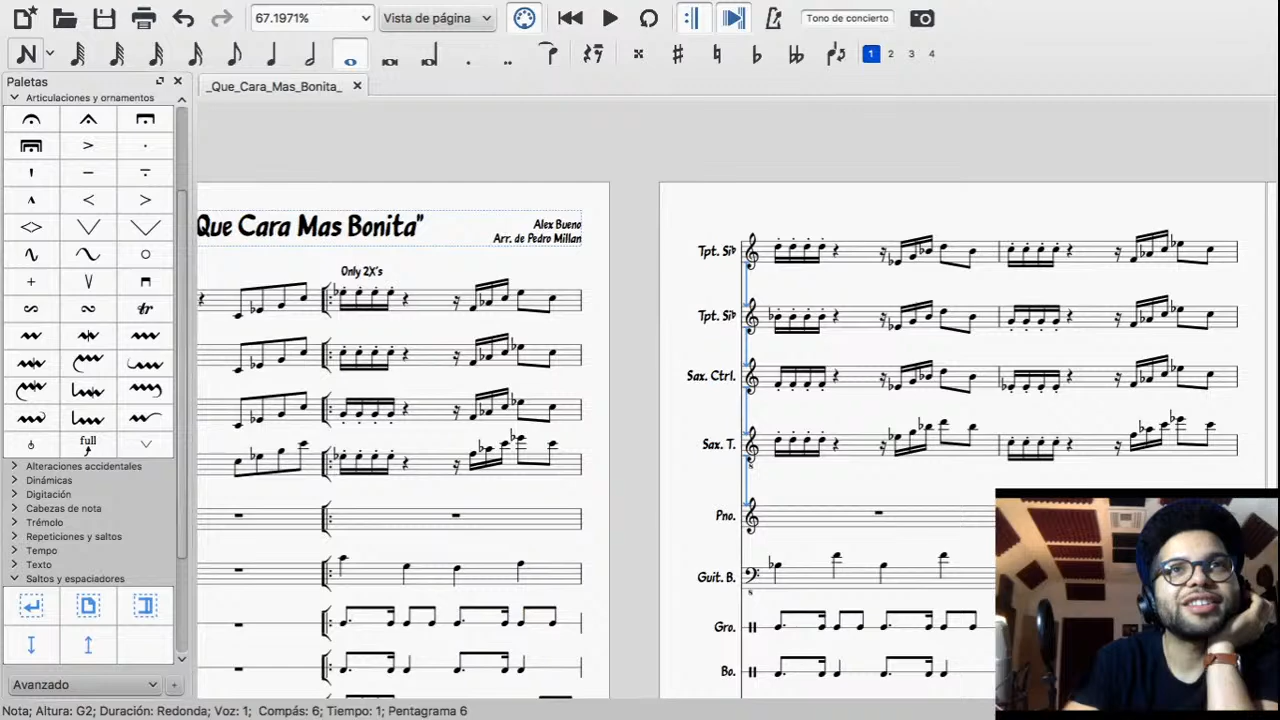 67.1971%
Vista de página
Tono de concierto
1 2 3 4
Paletas
_Que_Cara_Mas_Bonita_
Articulaciones y ornamentos
tr
full
Alteraciones accidentales
Dinámicas
Digitación
Cabezas de nota
Trémolo
Repeticiones y saltos
Tempo
Texto
Saltos y espaciadores
Avanzado
Nota; Altura: G2; Duración: Redonda; Voz: 1; Compás: 6; Tiempo: 1; Pentagrama 6
Que Cara Mas Bonita"
Alex Bueno
Arr. de Pedro Millan
Only 2X's
Tpt. Si♭
Tpt. Si♭
Sax. Ctrl.
Sax. T.
Pno.
Guit. B.
Gro.
Bo.